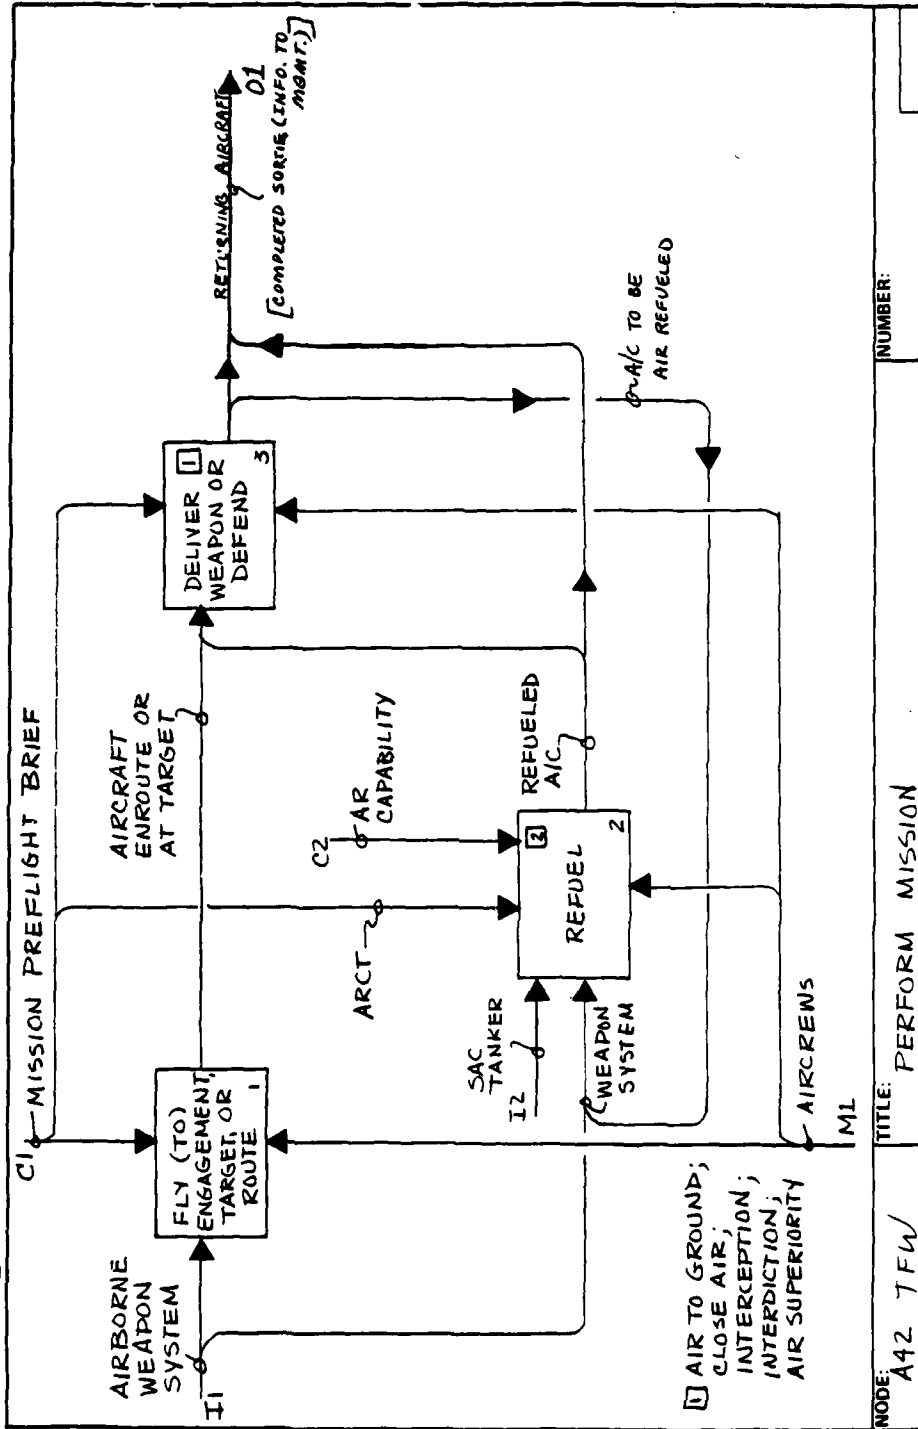 C1
MISSION PREFLIGHT BRIEF
AIRBORNE
WEAPON
SYSTEM
I1
FLY (TO)
ENGAGEMENT,
TARGET, OR
ROUTE
1
AIRCRAFT
ENROUTE OR
AT TARGET
DELIVER 1
WEAPON OR
DEFEND
3
RETURNING AIRCRAFT
O1
[COMPLETED SORTIE (INFO. TO
MGMT.)]
ARCT
C2
AR
CAPABILITY
SAC
TANKER
I2
WEAPON
SYSTEM
2
REFUEL
2
REFUELED
A/C
A/C TO BE
AIR REFUELED
AIRCREWS
M1
1 AIR TO GROUND;
CLOSE AIR;
INTERCEPTION;
INTERDICTION;
AIR SUPERIORITY
NODE: A42 TFW
TITLE: PERFORM MISSION
NUMBER: